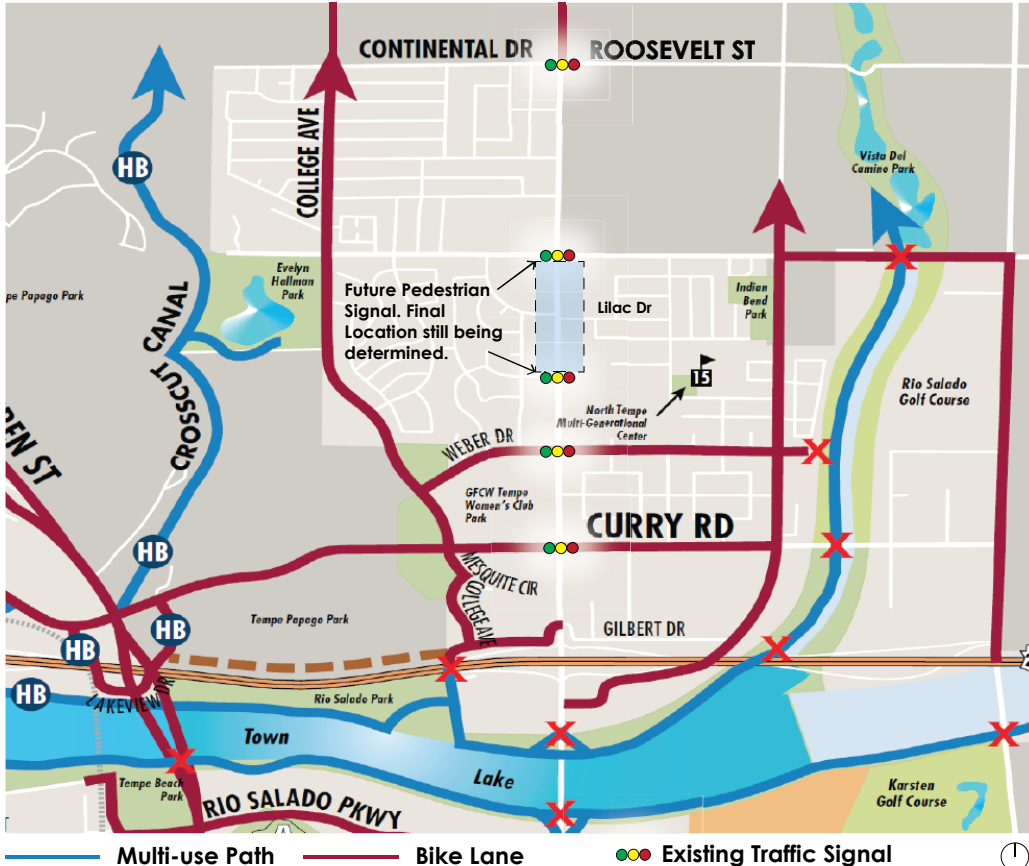 CONTINENTAL DR
ROOSEVELT ST
COLLEGE AVE
HB
Vista Del
Camino Park
Evelyn
Hallman
Park
pe Papago Park
Future Pedestrian
Signal. Final
Location still being
determined.
Lilac Dr
Indian
Bend
Park
CROSSCUT CANAL
15
Rio Salado
Golf Course
North Tempe
Multi-Generational
Center
WEBER DR
GFCW Tempe
Women's Club
Park
CURRY RD
HB
MESQUITE CIR
COLLEGE AVE
Tempe Papago Park
GILBERT DR
HB
HB
HB
LAKEVIEW DR
Rio Salado Park
Town
Lake
Tempe Beach
Park
RIO SALADO PKWY
Karsten
Golf Course
Multi-use Path
Bike Lane
Existing Traffic Signal